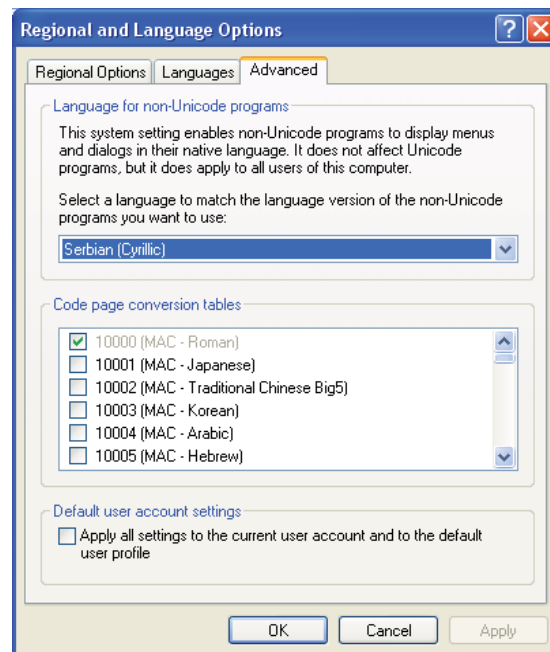 Regional and Language Options
Regional Options Languages Advanced
Language for non-Unicode programs
This system setting enables non-Unicode programs to display menus
and dialogs in their native language. It does not affect Unicode
programs, but it does apply to all users of this computer.
Select a language to match the language version of the non-Unicode
programs you want to use:
Serbian (Cyrillic)
Code page conversion tables
10000 (MAC - Roman)
10001 (MAC - Japanese)
10002 (MAC - Traditional Chinese Big5)
10003 (MAC - Korean)
10004 (MAC - Arabic)
10005 (MAC - Hebrew)
Default user account settings
Apply all settings to the current user account and to the default
user profile
OK Cancel Apply